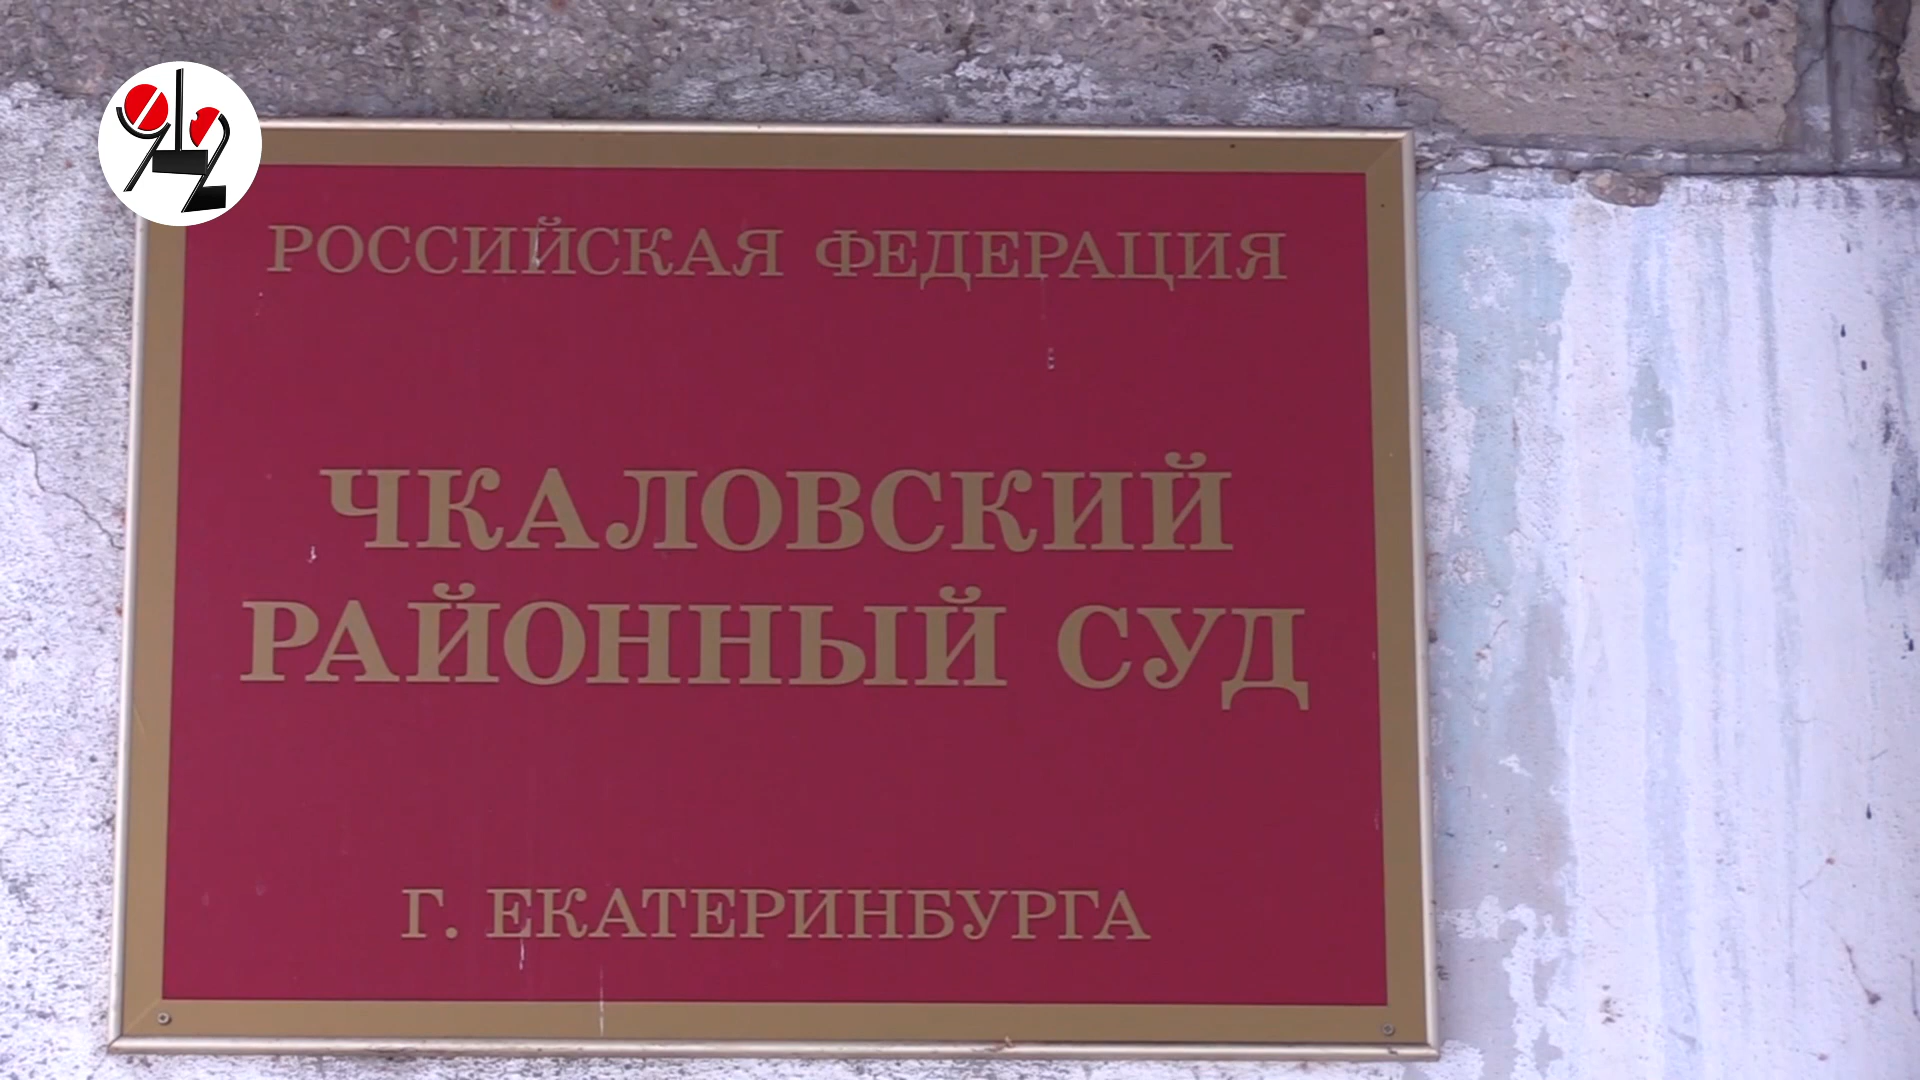 РОССИЙСКАЯ ФЕДЕРАЦИЯ
ЧКАЛОВСКИЙ
РАЙОННЫЙ СУД
Г. ЕКАТЕРИНБУРГА